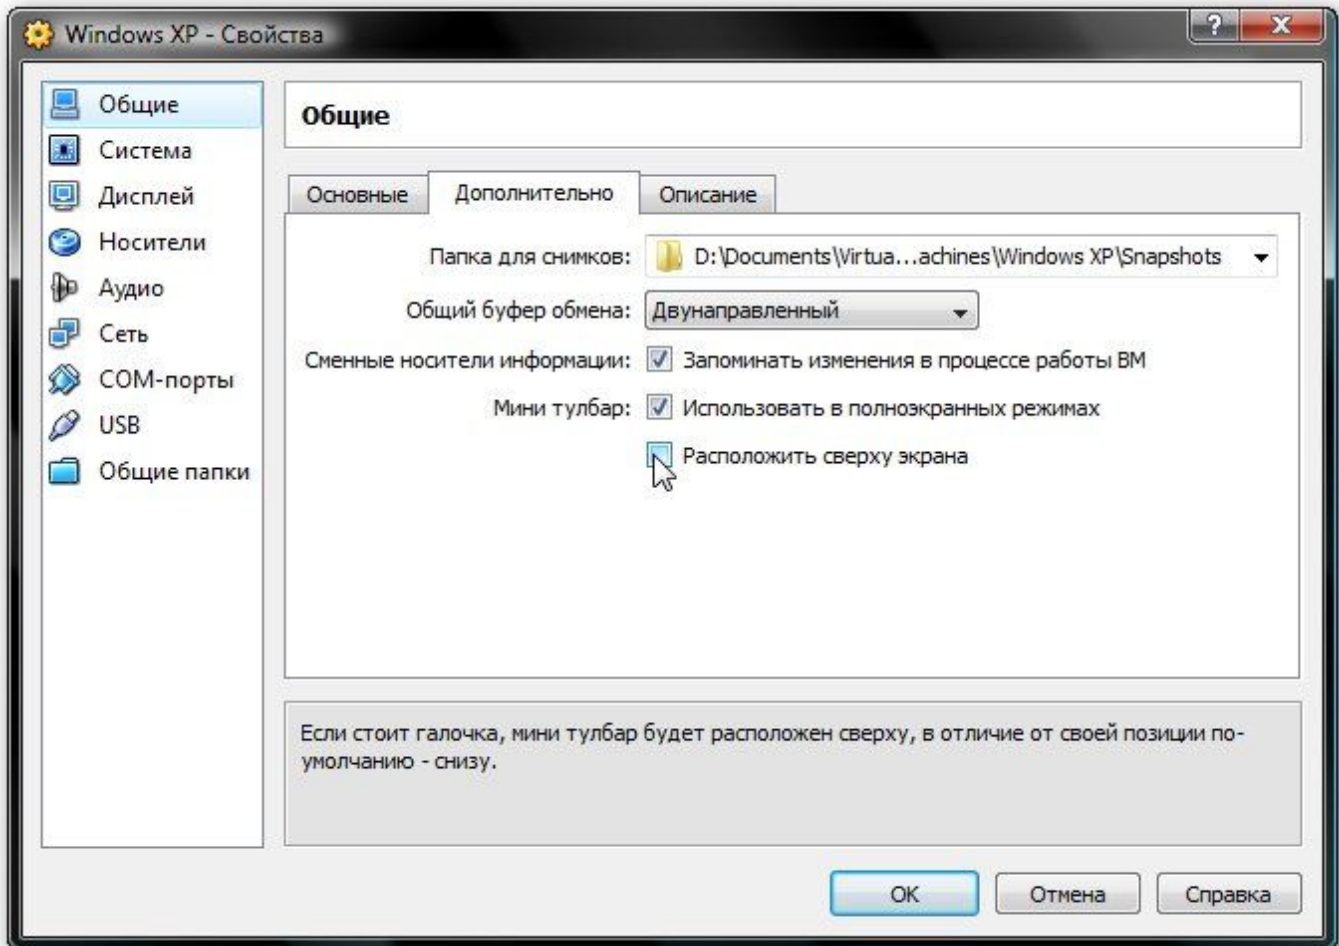 Windows XP - Свойства
?
Общие
Система
Дисплей
Носители
Аудио
Сеть
COM-порты
USB
Общие папки
Общие
Основные
Дополнительно
Описание
Папка для снимков: D:\Documents\Virtua...achines\Windows XP\Snapshots
Общий буфер обмена: Двунаправленный
Сменные носители информации: Запоминать изменения в процессе работы ВМ
Мини тулбар: Использовать в полноэкранных режимах
Расположить сверху экрана
Если стоит галочка, мини тулбар будет расположен сверху, в отличие от своей позиции по-
умолчанию - снизу.
OK
Отмена
Справка